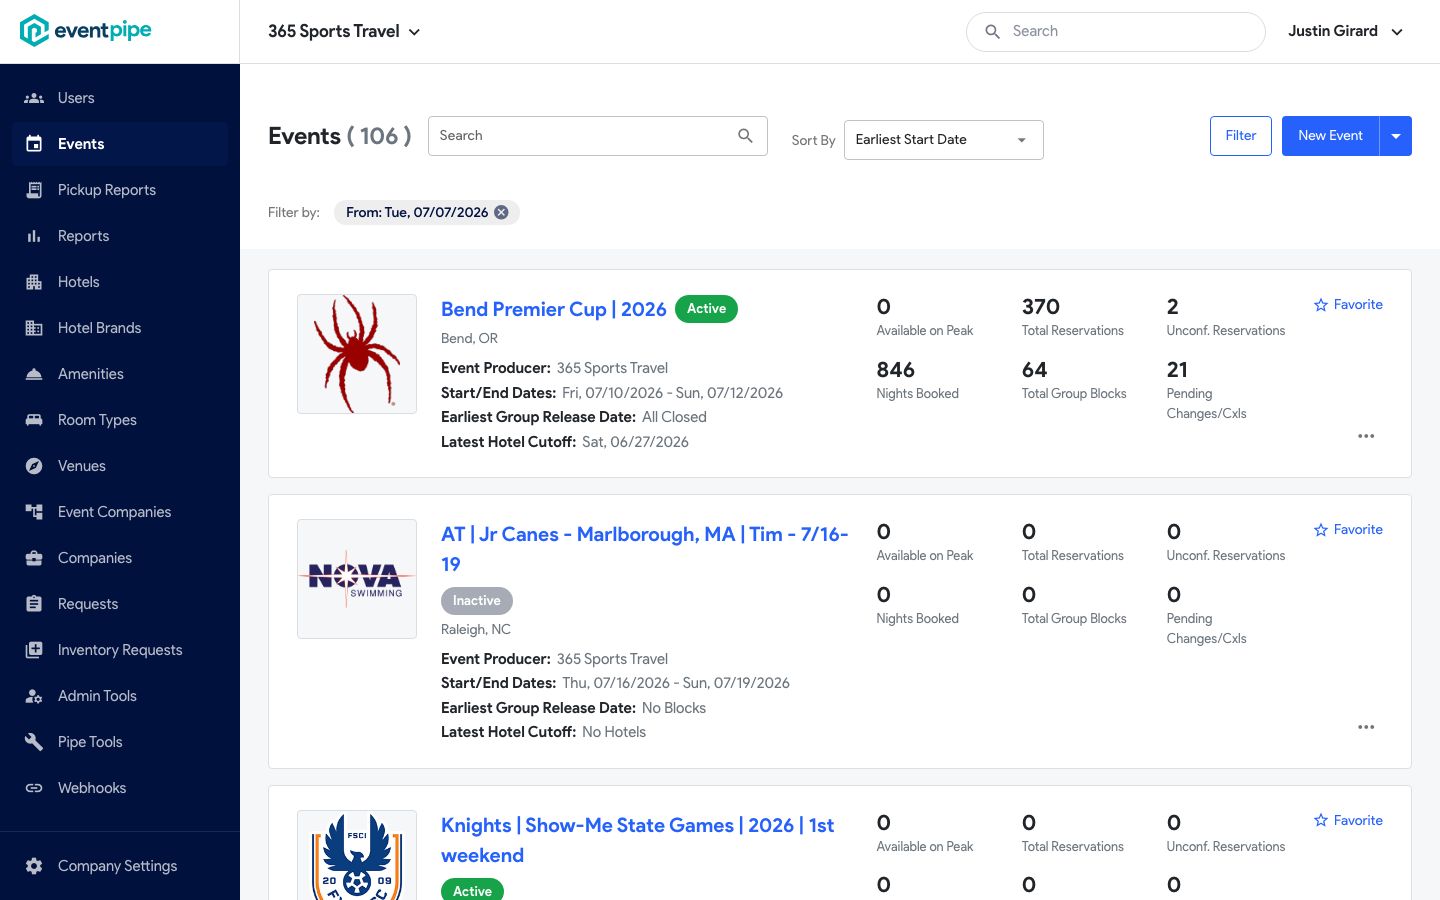 eventpipe
365 Sports Travel
Search
Justin Girard
Users
Events
Pickup Reports
Reports
Hotels
Hotel Brands
Amenities
Room Types
Venues
Event Companies
Companies
Requests
Inventory Requests
Admin Tools
Pipe Tools
Webhooks
Company Settings
Events ( 106 )
Search
Sort By
Earliest Start Date
Filter
New Event
Filter by:
From: Tue, 07/07/2026
Bend Premier Cup | 2026
Active
Bend, OR
Event Producer: 365 Sports Travel
Start/End Dates: Fri, 07/10/2026 - Sun, 07/12/2026
Earliest Group Release Date: All Closed
Latest Hotel Cutoff: Sat, 06/27/2026
0
Available on Peak
370
Total Reservations
2
Unconf. Reservations
846
Nights Booked
64
Total Group Blocks
21
Pending
Changes/Cxls
Favorite
NOVA
SWIMMING
AT | Jr Canes - Marlborough, MA | Tim - 7/16-
19
Inactive
Raleigh, NC
Event Producer: 365 Sports Travel
Start/End Dates: Thu, 07/16/2026 - Sun, 07/19/2026
Earliest Group Release Date: No Blocks
Latest Hotel Cutoff: No Hotels
0
Available on Peak
0
Total Reservations
0
Unconf. Reservations
0
Nights Booked
0
Total Group Blocks
0
Pending
Changes/Cxls
Favorite
FSCI
20 09
Knights | Show-Me State Games | 2026 | 1st
weekend
Active
0
Available on Peak
0
Total Reservations
0
Unconf. Reservations
0
0
0
Favorite